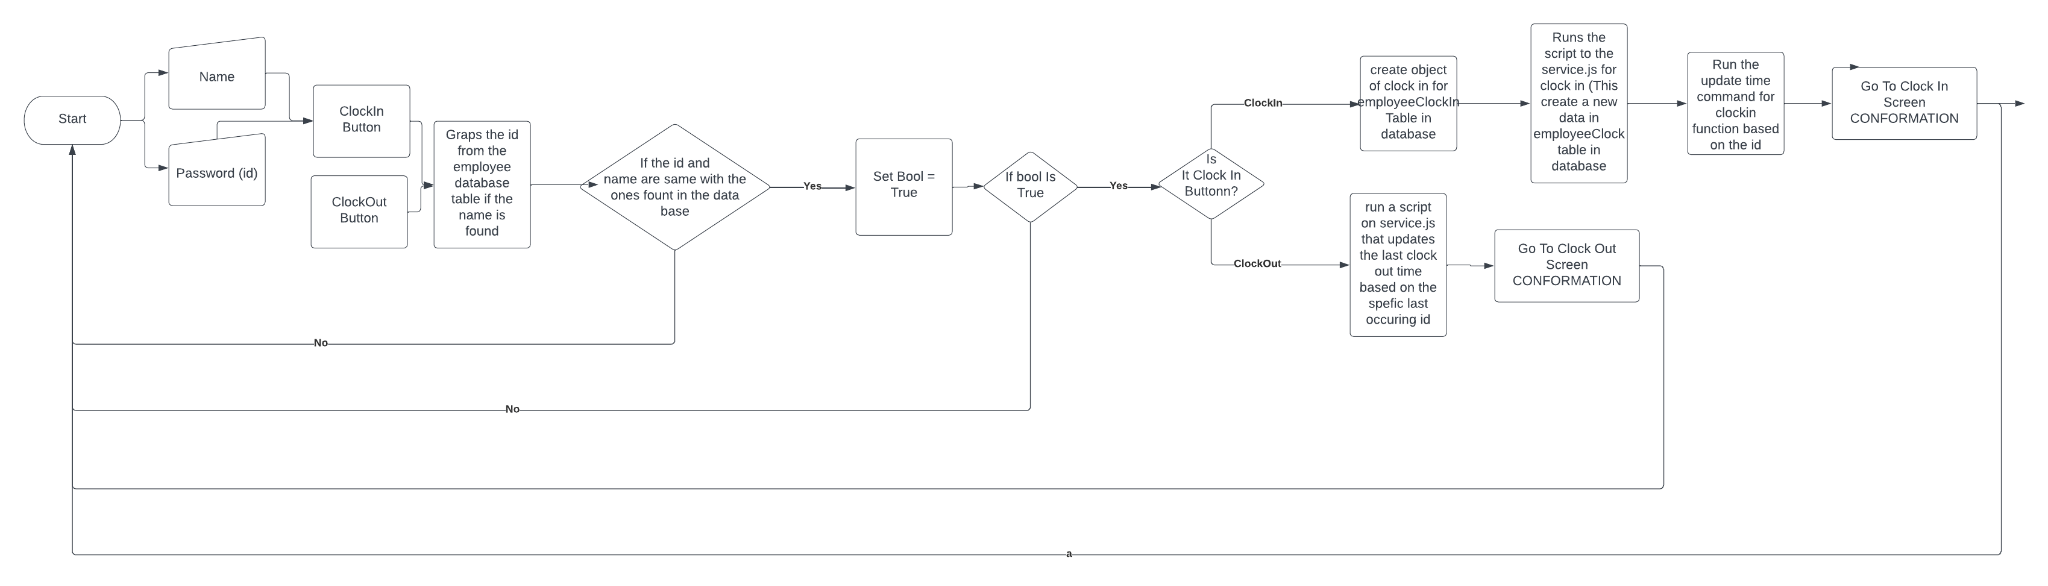 Start
Name
Password (id)
ClockIn
Button
ClockOut
Button
Graps the id
from the
employee
database
table if the
name is
found
If the id and
name are same with the
ones fount in the data
base
Yes
Set Bool =
True
If bool Is
True
Yes
Is
It Clock In
Buttonn?
ClockIn
create object
of clock in for
employeeClockIn
Table in
database
Runs the
script to the
service.js for
clock in (This
create a new
data in
employeeClock
table in
database
Run the
update time
command for
clockin
function based
on the id
Go To Clock In
Screen
CONFORMATION
ClockOut
run a script
on service.js
that updates
the last clock
out time
based on the
spefic last
occuring id
Go To Clock Out
Screen
CONFORMATION
No
No
a